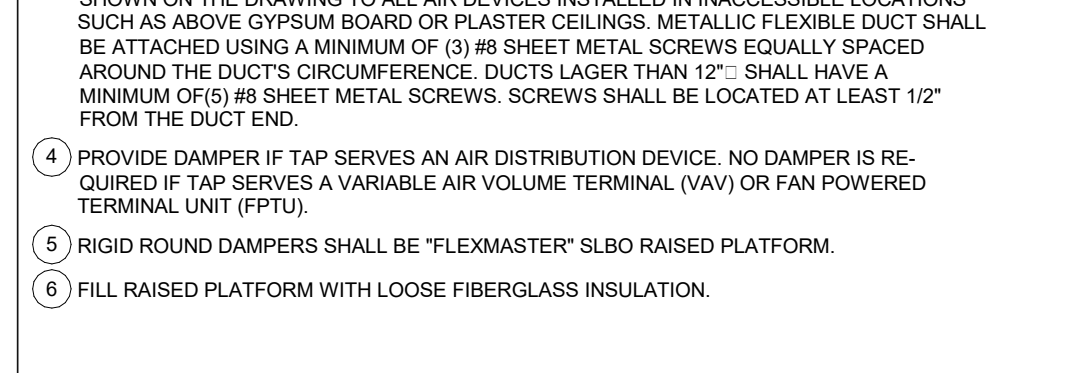 SHOWN ON THE DRAWING TO ALL AIR DEVICES INSTALLED IN INACCESSIBLE LOCATIONS
SUCH AS ABOVE GYPSUM BOARD OR PLASTER CEILINGS. METALLIC FLEXIBLE DUCT SHALL
BE ATTACHED USING A MINIMUM OF (3) #8 SHEET METAL SCREWS EQUALLY SPACED
AROUND THE DUCT'S CIRCUMFERENCE. DUCTS LAGER THAN 12"□ SHALL HAVE A
MINIMUM OF(5) #8 SHEET METAL SCREWS. SCREWS SHALL BE LOCATED AT LEAST 1/2"
FROM THE DUCT END.
4 PROVIDE DAMPER IF TAP SERVES AN AIR DISTRIBUTION DEVICE. NO DAMPER IS RE-
QUIRED IF TAP SERVES A VARIABLE AIR VOLUME TERMINAL (VAV) OR FAN POWERED
TERMINAL UNIT (FPTU).
5 RIGID ROUND DAMPERS SHALL BE "FLEXMASTER" SLBO RAISED PLATFORM.
6 FILL RAISED PLATFORM WITH LOOSE FIBERGLASS INSULATION.